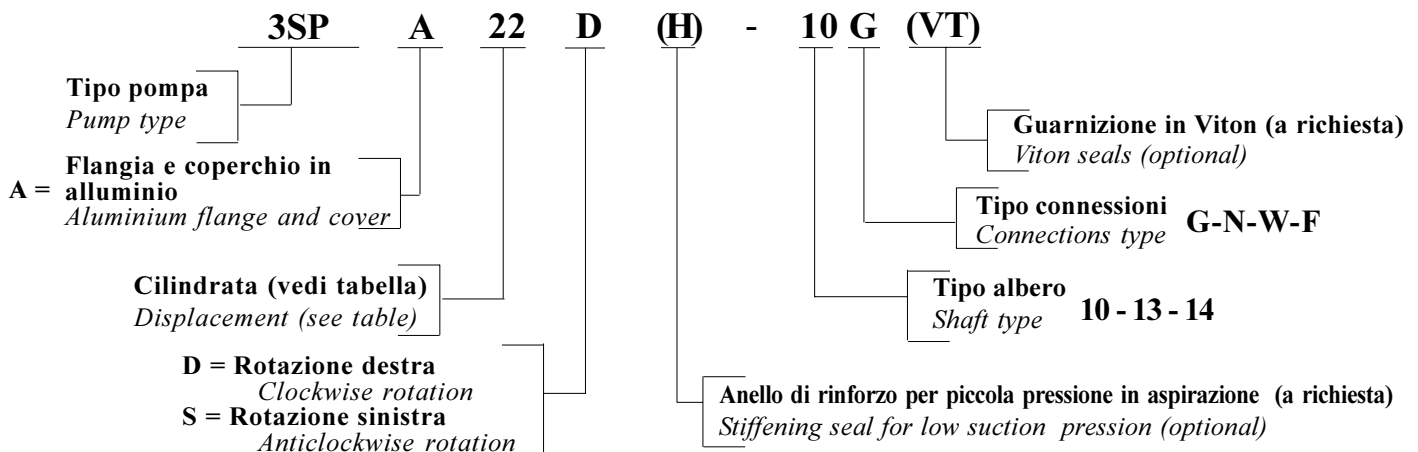 3SP A 22 D (H) - 10 G (VT)
Tipo pompa
Pump type
A =
Flangia e coperchio in
alluminio
Aluminium flange and cover
Cilindrata (vedi tabella)
Displacement (see table)
D = Rotazione destra
Clockwise rotation
S = Rotazione sinistra
Anticlockwise rotation
Guarnizione in Viton (a richiesta)
Viton seals (optional)
Tipo connessioni
Connections type
G-N-W-F
Tipo albero
Shaft type
10 - 13 - 14
Anello di rinforzo per piccola pressione in aspirazione (a richiesta)
Stiffening seal for low suction pression (optional)